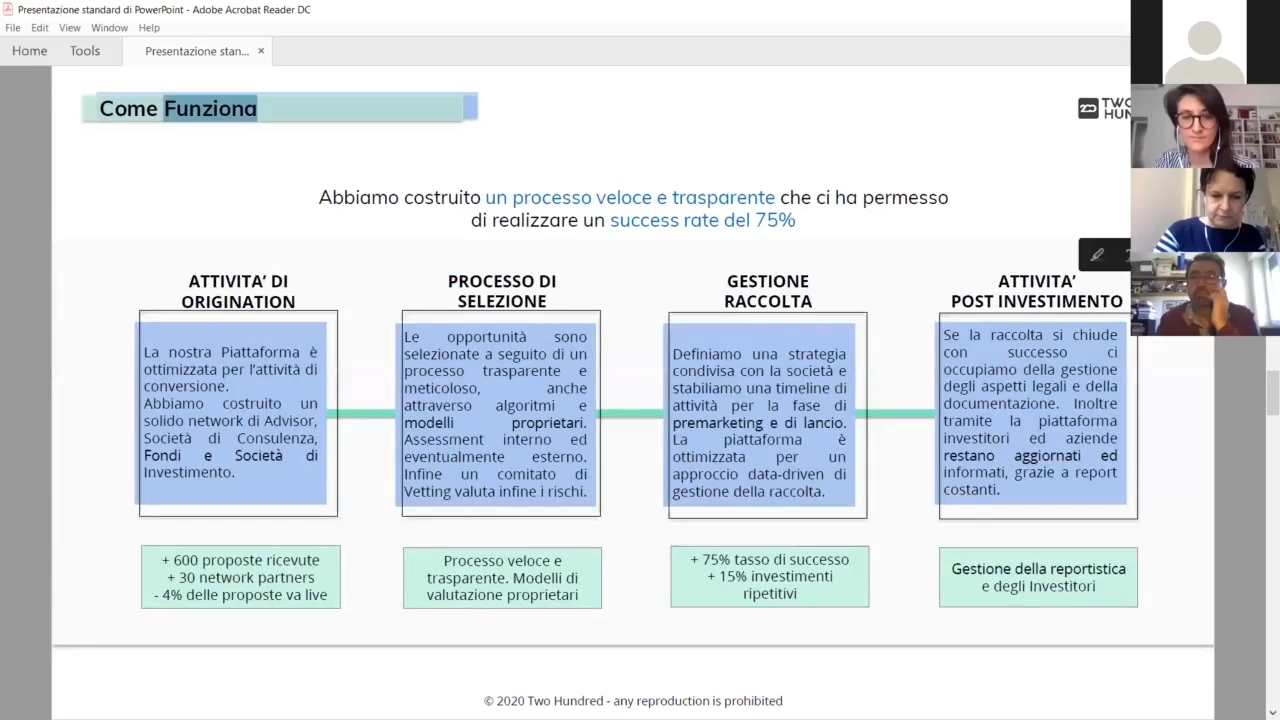 Presentazione standard di PowerPoint - Adobe Acrobat Reader DC
File Edit View Window Help
Home Tools Presentazione stan... ×
Come Funziona
Abbiamo costruito un processo veloce e trasparente che ci ha permesso
di realizzare un success rate del 75%
ATTIVITA’ DI
ORIGINATION
La nostra Piattaforma è
ottimizzata per l’attività di
conversione.
Abbiamo costruito un
solido network di Advisor,
Società di Consulenza,
Fondi e Società di
Investimento.
+ 600 proposte ricevute
+ 30 network partners
- 4% delle proposte va live
PROCESSO DI
SELEZIONE
Le opportunità sono
selezionate a seguito di un
processo trasparente e
meticoloso, anche
attraverso algoritmi e
modelli proprietari.
Assessment interno ed
eventualmente esterno.
Infine un comitato di
Vetting valuta infine i rischi.
Processo veloce e
trasparente. Modelli di
valutazione proprietari
GESTIONE
RACCOLTA
Definiamo una strategia
condivisa con la società e
stabiliamo una timeline di
attività per la fase di
premarketing e di lancio.
La piattaforma è
ottimizzata per un
approccio data-driven di
gestione della raccolta.
+ 75% tasso di successo
+ 15% investimenti
ripetitivi
ATTIVITA’
POST INVESTIMENTO
Se la raccolta si chiude
con successo ci
occupiamo della gestione
degli aspetti legali e della
documentazione. Inoltre
tramite la piattaforma
investitori ed aziende
restano aggiornati ed
informati, grazie a report
costanti.
Gestione della reportistica
e degli Investitori
© 2020 Two Hundred - any reproduction is prohibited